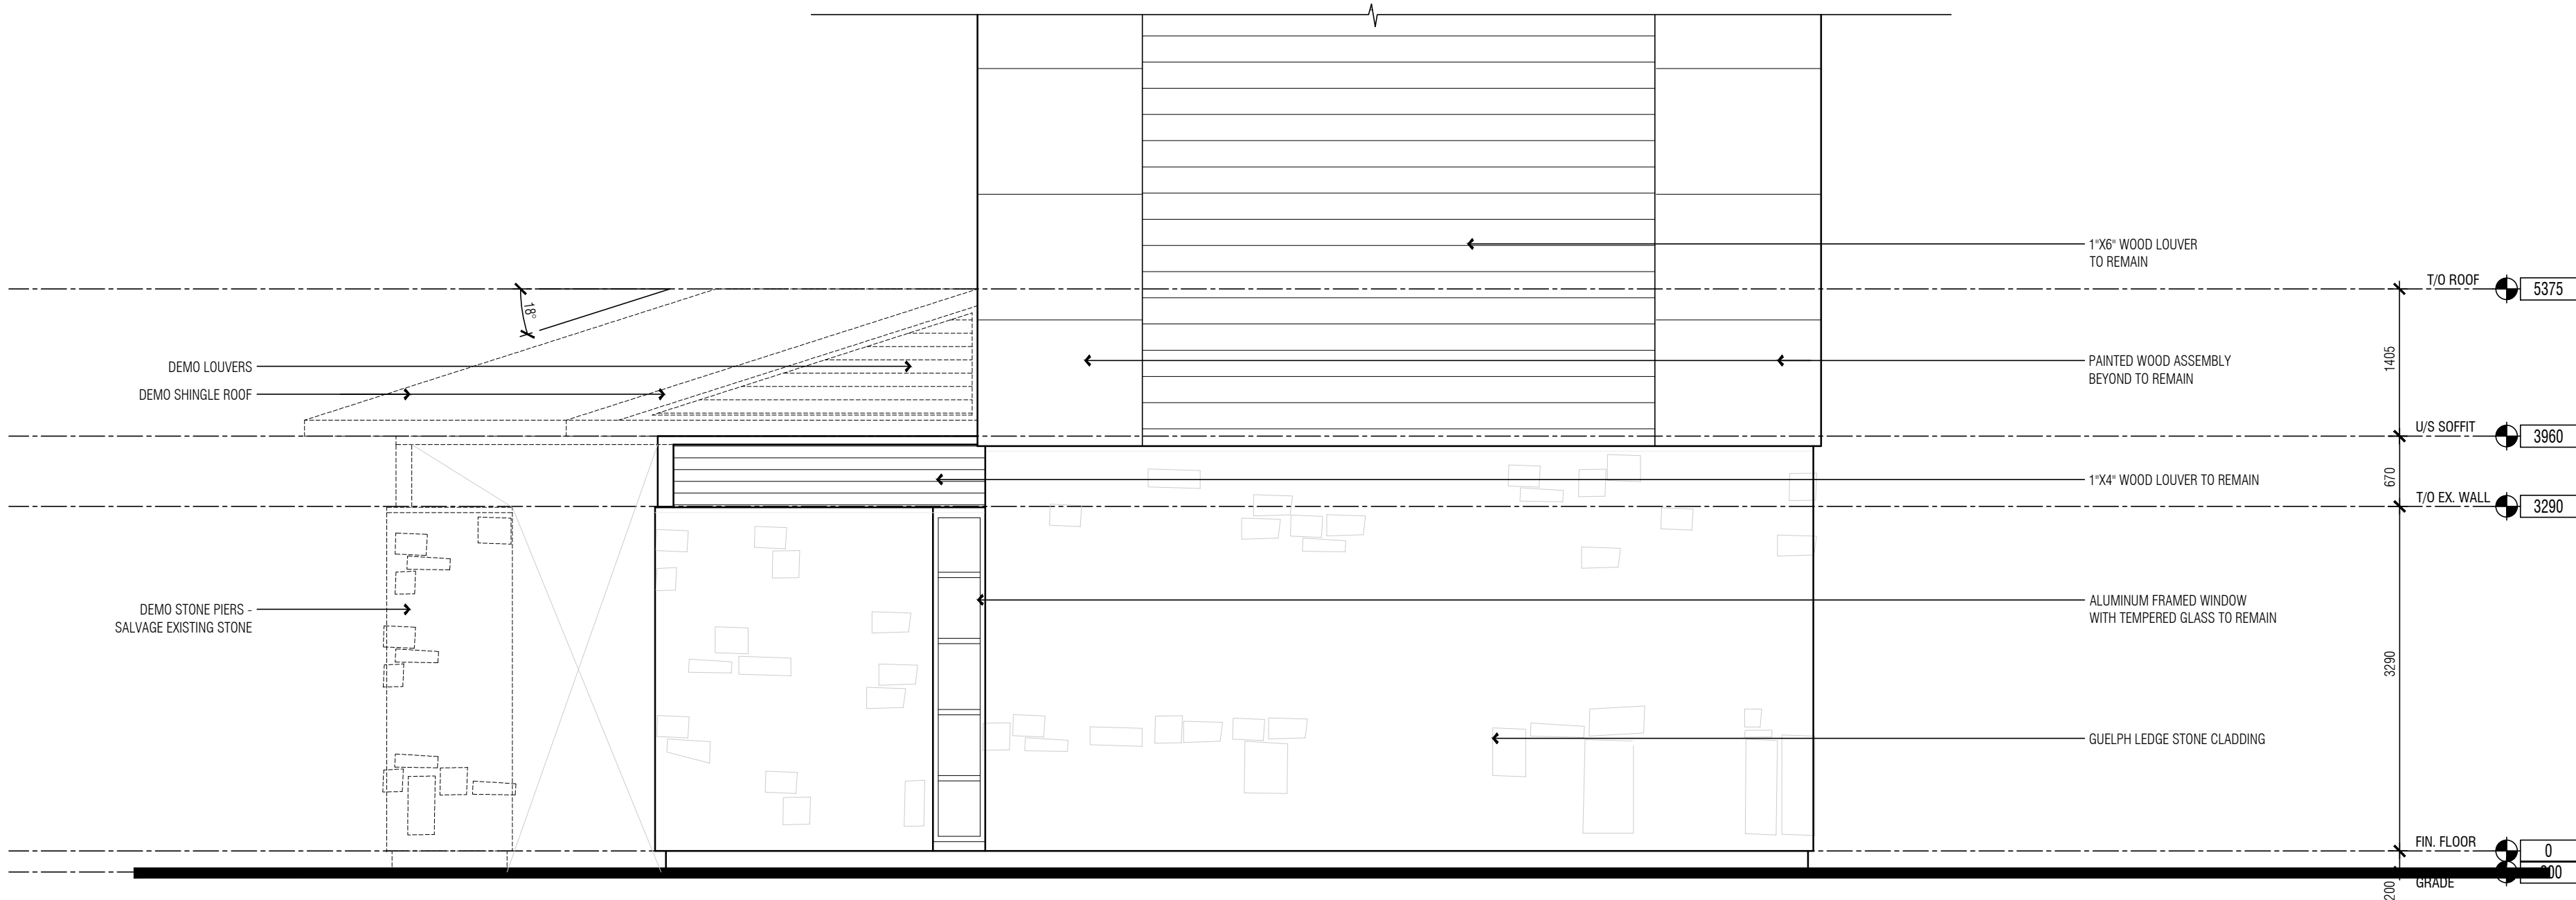 18°
DEMO LOUVERS
DEMO SHINGLE ROOF
DEMO STONE PIERS -
SALVAGE EXISTING STONE
1"X6" WOOD LOUVER
TO REMAIN
PAINTED WOOD ASSEMBLY
BEYOND TO REMAIN
1"X4" WOOD LOUVER TO REMAIN
ALUMINUM FRAMED WINDOW
WITH TEMPERED GLASS TO REMAIN
GUELPH LEDGE STONE CLADDING
1405
670
3290
200
T/O ROOF 5375
U/S SOFFIT 3960
T/O EX. WALL 3290
FIN. FLOOR 0
GRADE